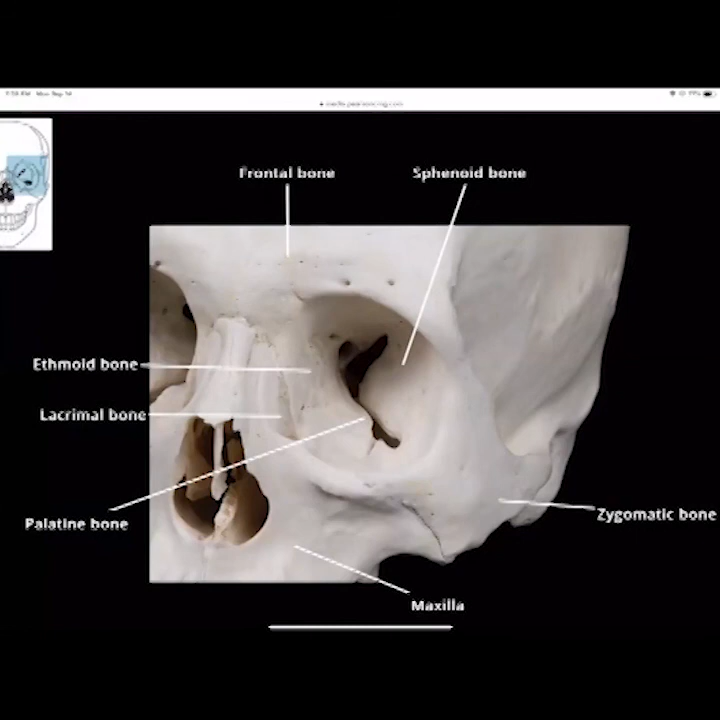 Frontal bone
Sphenoid bone
Ethmoid bone
Lacrimal bone
Palatine bone
Zygomatic bone
Maxilla